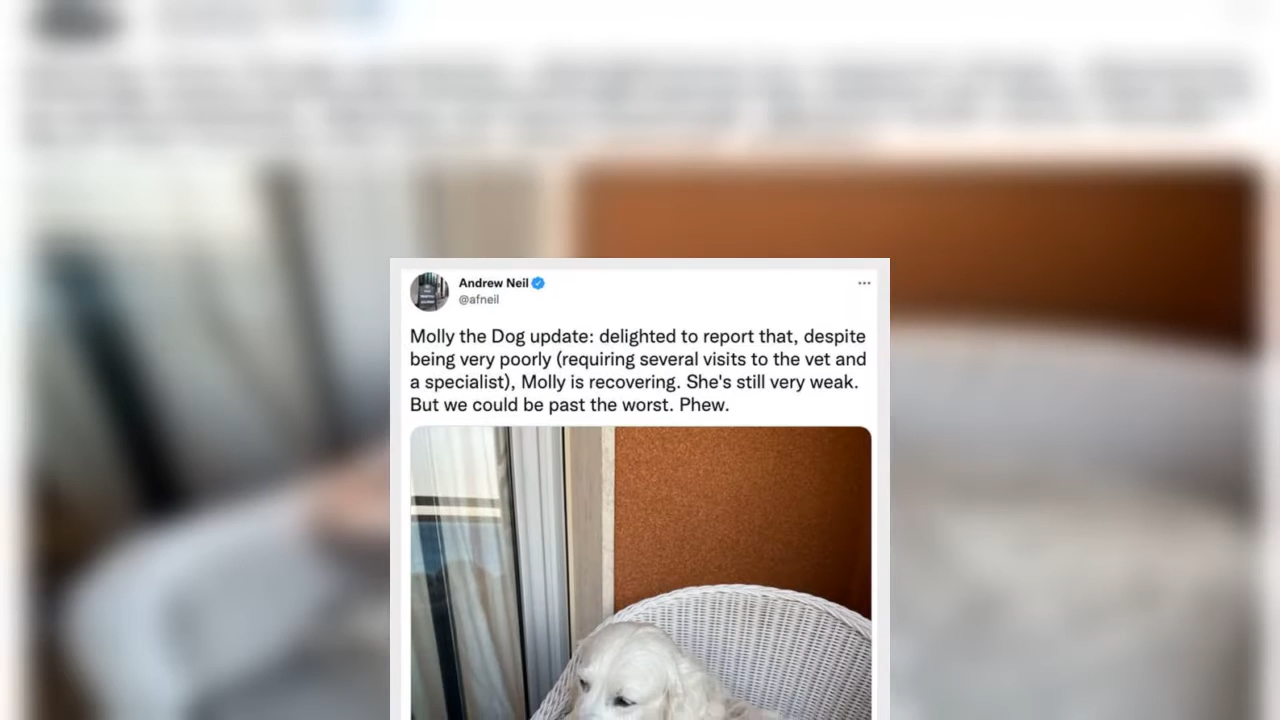 Andrew Neil
@afneil
Molly the Dog update: delighted to report that, despite
being very poorly (requiring several visits to the vet and
a specialist), Molly is recovering. She's still very weak.
But we could be past the worst. Phew.